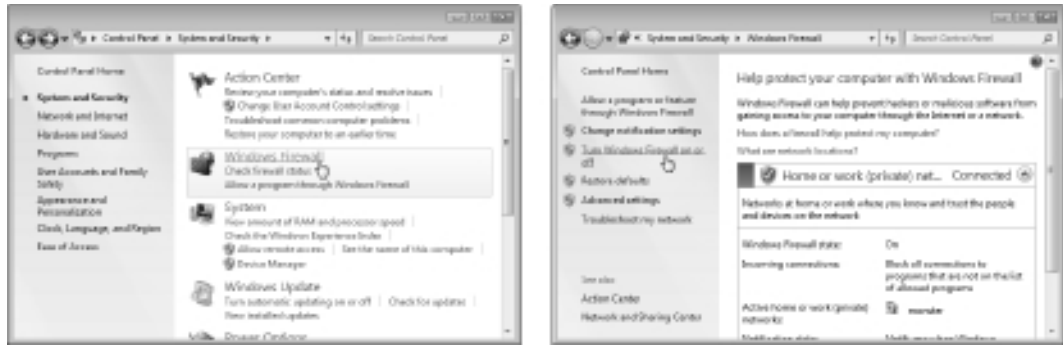 Control Panel
System and Security
Search Control Panel
Control Panel Home
System and Security
Network and Internet
Hardware and Sound
Programs
User Accounts and Family
Safety
Appearance and
Personalization
Clock, Language, and Region
Ease of Access
Action Center
Review your computer's status and resolve issues
Change User Account Control settings
Troubleshoot common computer problems
Restore your computer to an earlier time
Windows Firewall
Check firewall status
Allow a program through Windows Firewall
System
View amount of RAM and processor speed
Check the Windows Experience Index
Allow remote access | See the name of this computer
Device Manager
Windows Update
Turn automatic updating on or off | Check for updates
View installed updates
Power Options
System and Security
Windows Firewall
Search Control Panel
Control Panel Home
Allow a program or feature
through Windows Firewall
Change notification settings
Turn Windows Firewall on or
off
Restore defaults
Advanced settings
Troubleshoot my network
See also
Action Center
Network and Sharing Center
Help protect your computer with Windows Firewall
Windows Firewall can help prevent hackers or malicious software from
gaining access to your computer through the Internet or a network.
How does a firewall help protect my computer?
What are network locations?
Home or work (private) net... Connected
Networks at home or work where you know and trust the people
and devices on the network
Windows Firewall state: On
Incoming connections: Block all connections to
programs that are not on the list
of allowed programs
Active home or work (private)
networks:
Notification state: